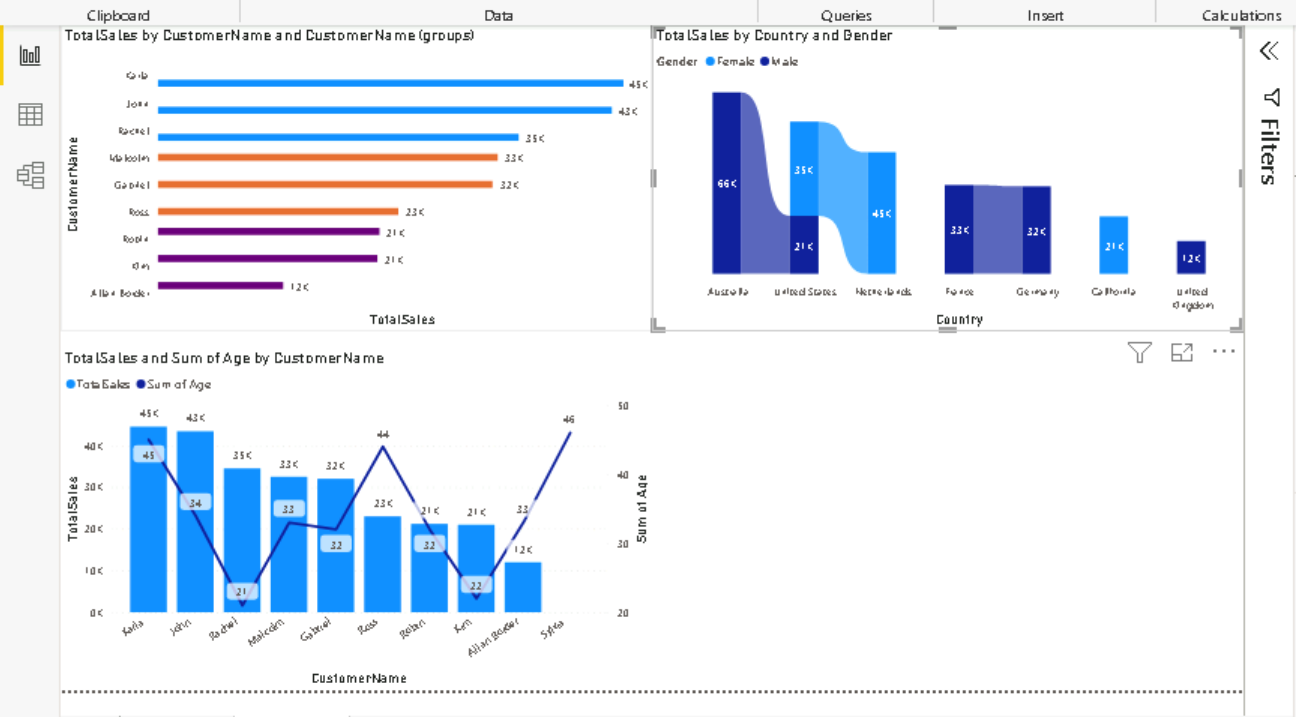 Clipboard Data Queries Insert Calculations
TotalSales by CustomerName and CustomerName (groups)
CustomerName
Karla 45K
John 43K
Rachel 35K
Malcolm 33K
Gabriel 32K
Ross 23K
Robin 21K
Ken 21K
Allan Border 12K
TotalSales
TotalSales by Country and Gender
Gender Female Male
66K 35K 21K 45K 33K 32K 21K 12K
Australia United States Netherlands France Germany California United
Kingdom
Country
Filters
TotalSales and Sum of Age by CustomerName
TotalSales Sum of Age
TotalSales
40K
30K
20K
10K
0K
45K 43K 35K 33K 32K 23K 21K 21K 12K
45 34 21 33 32 44 32 22 33 46
50
40
30
20
Sum of Age
Karla John Rachel Malcolm Gabriel Ross Robin Ken Allan Border Sylvia
CustomerName